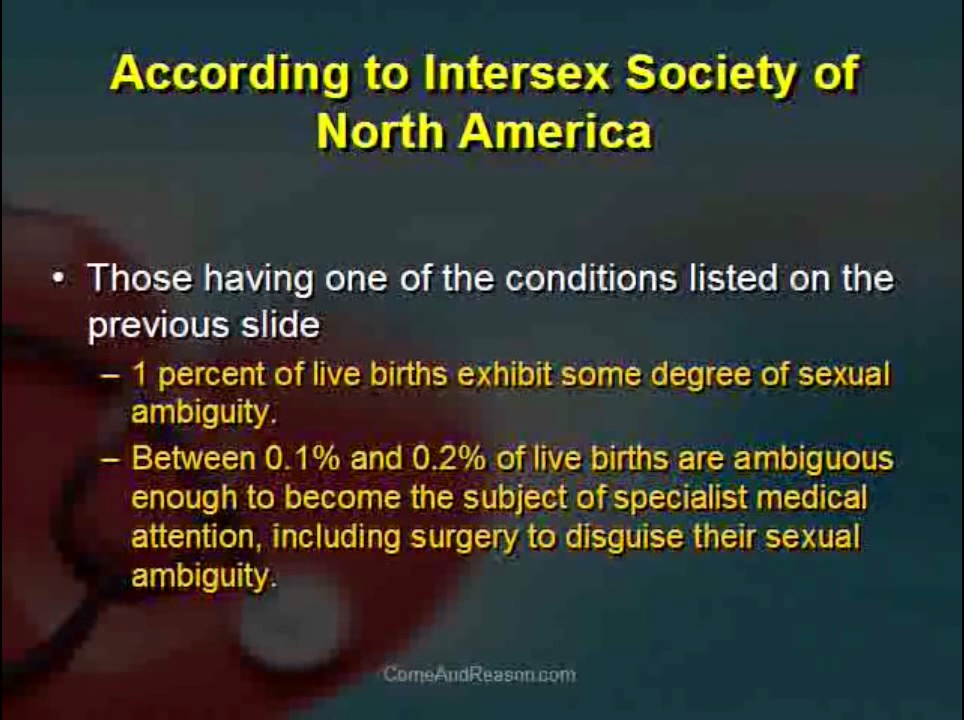 According to Intersex Society of
North America
• Those having one of the conditions listed on the
previous slide
– 1 percent of live births exhibit some degree of sexual
ambiguity.
– Between 0.1% and 0.2% of live births are ambiguous
enough to become the subject of specialist medical
attention, including surgery to disguise their sexual
ambiguity.
ComeAndReason.com